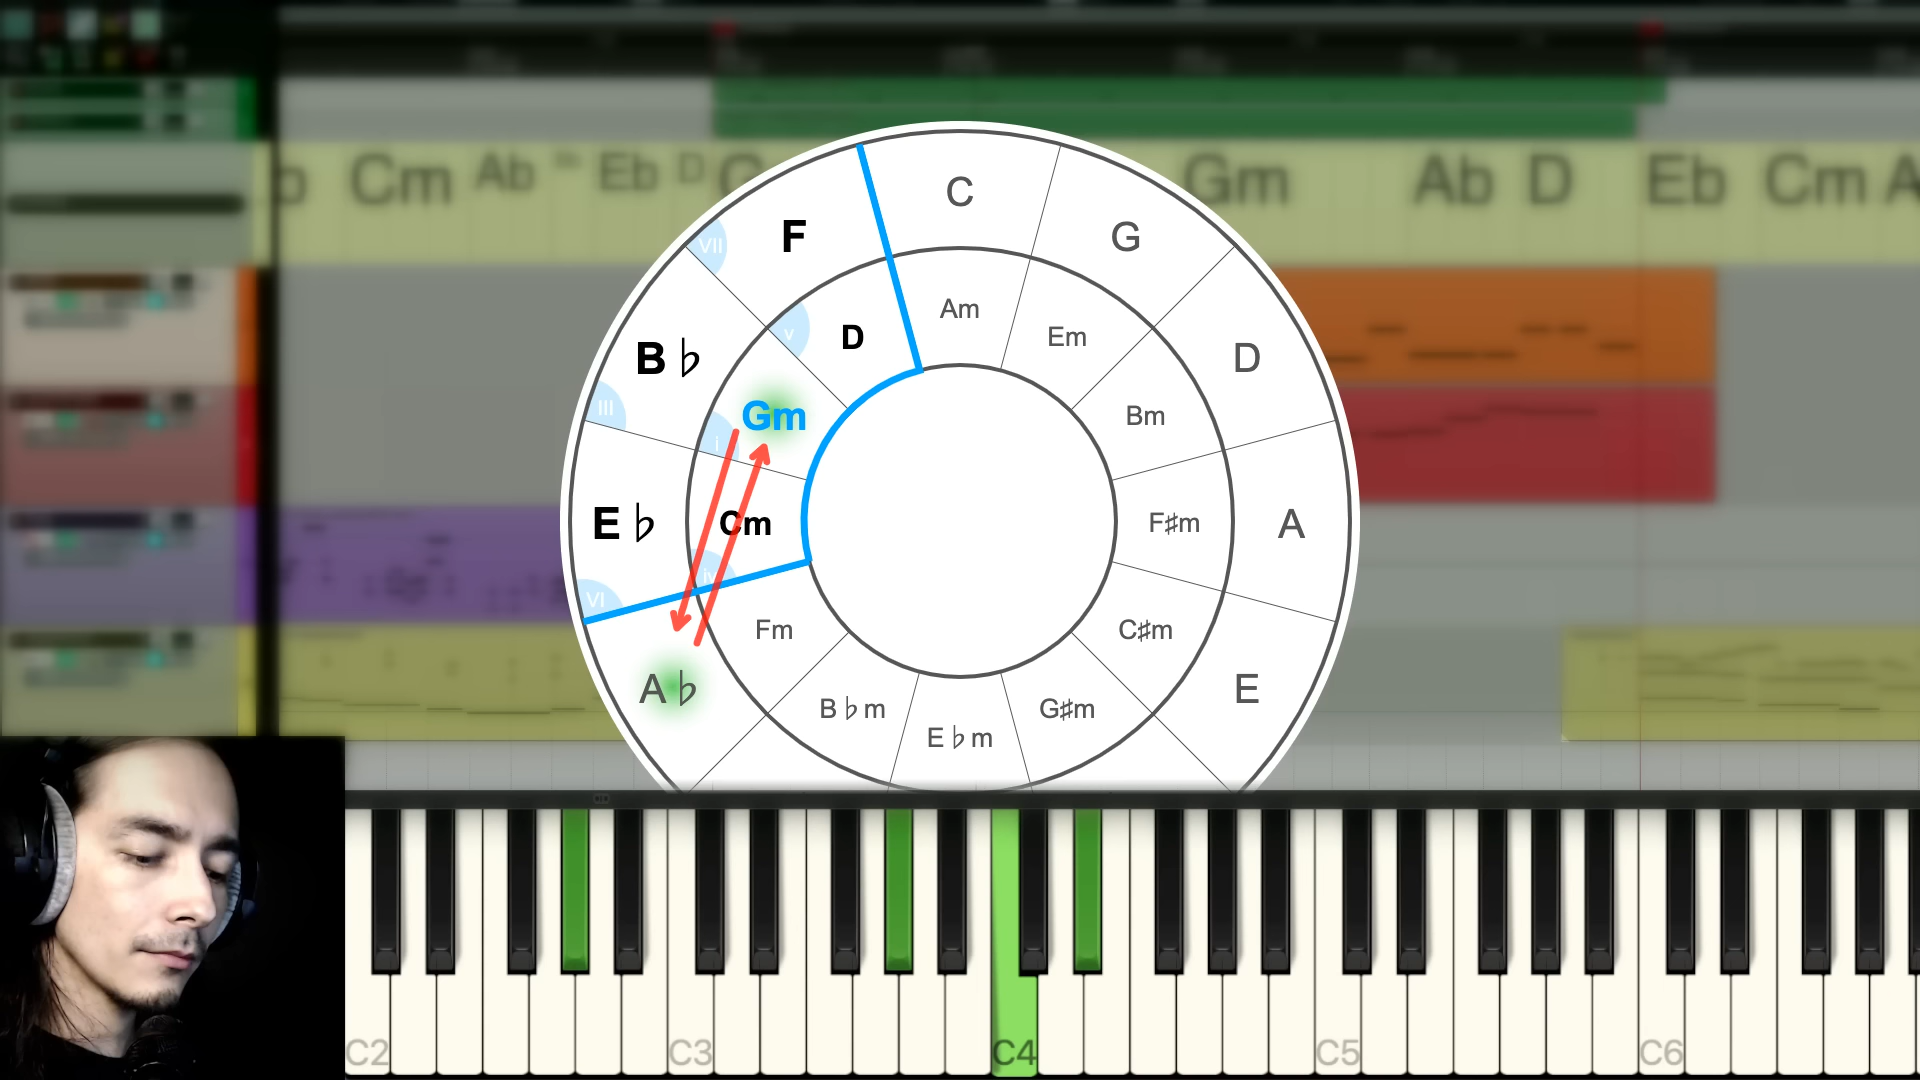 b Cm Ab Eb D G Gm Ab D Eb Cm A
C
F G
VII
B♭ D Am Em D
v
III Gm Bm
i
E♭ Cm F♯m A
iv
VI
Fm C♯m
A♭ B♭m G♯m E
E♭m
C2 C3 C4 C5 C6